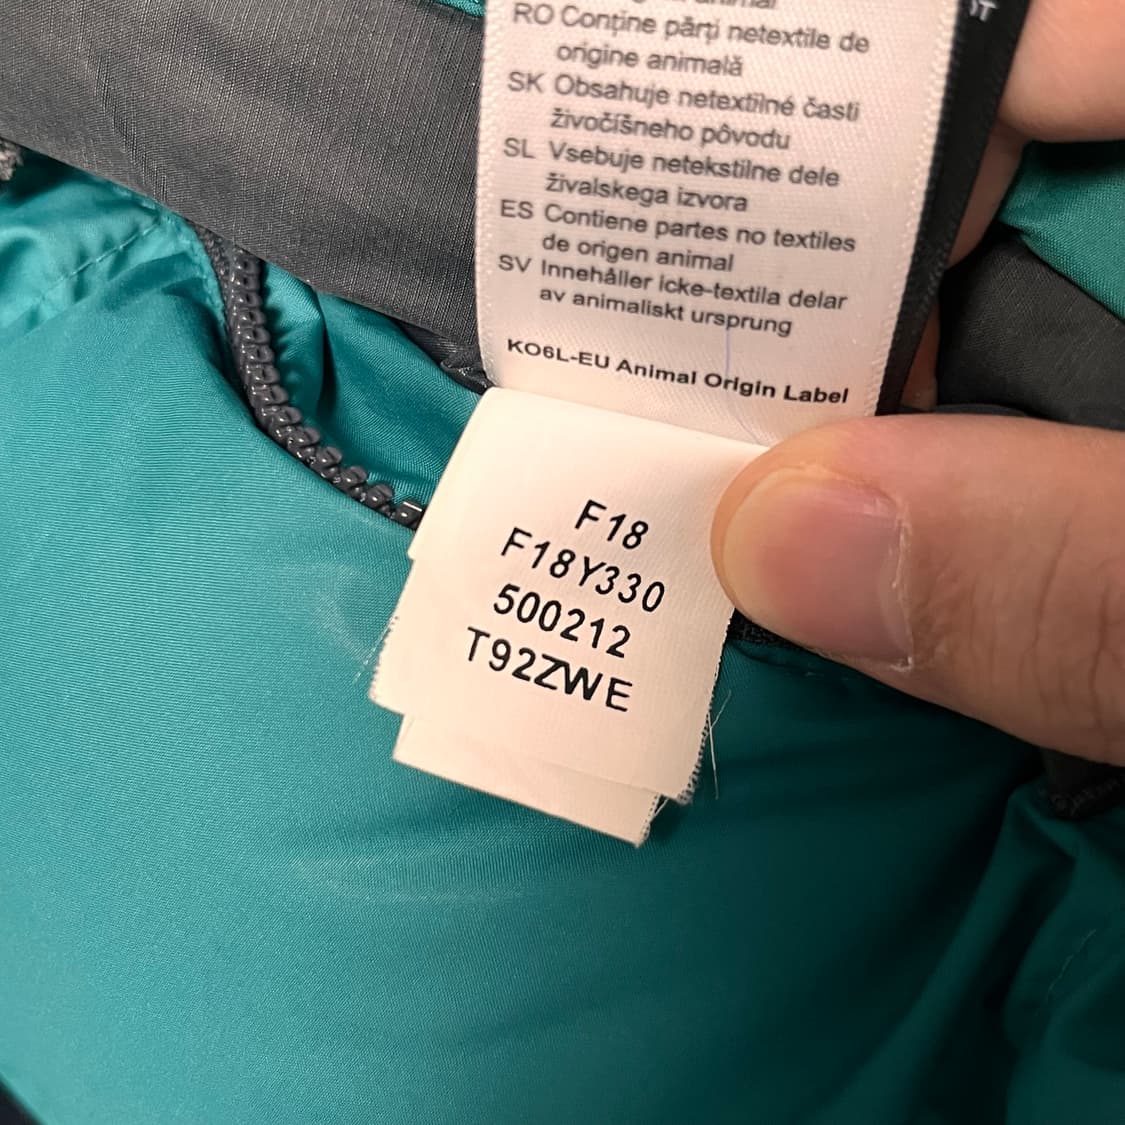 RO Conține părți netextile de
origine animală
SK Obsahuje netextilné časti
živočíšneho pôvodu
SL Vsebuje netekstilne dele
živalskega izvora
ES Contiene partes no textiles
de origen animal
SV Innehåller icke-textila delar
av animaliskt ursprung
KO6L-EU Animal Origin Label
F18
F18Y330
500212
T92ZWE